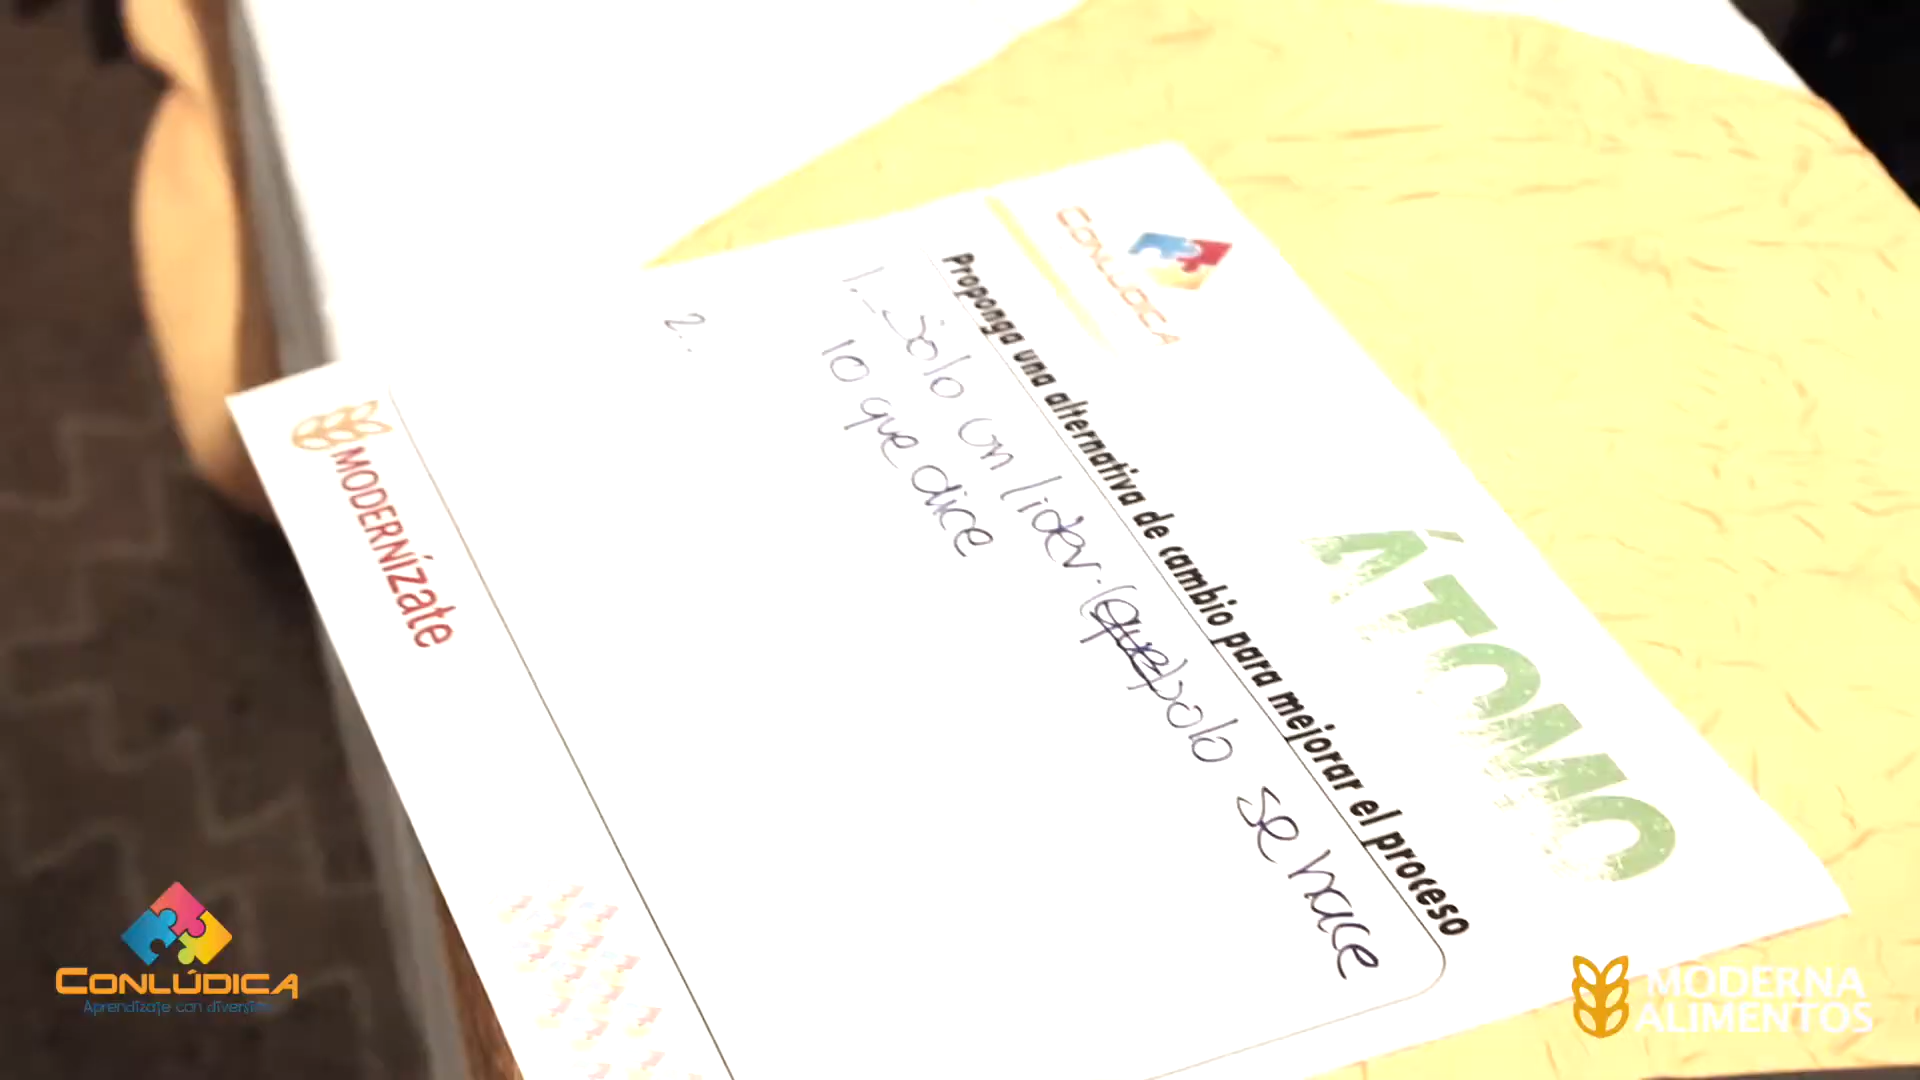 CONLÚDICA
ÁTOMO
Proponga una alternativa de cambio para mejorar el proceso
1._ Solo un lider. (que) solo se hace
lo que dice
2..
MODERNÍZATE
CONLÚDICA
Aprendizaje con diversión
MODERNA
ALIMENTOS